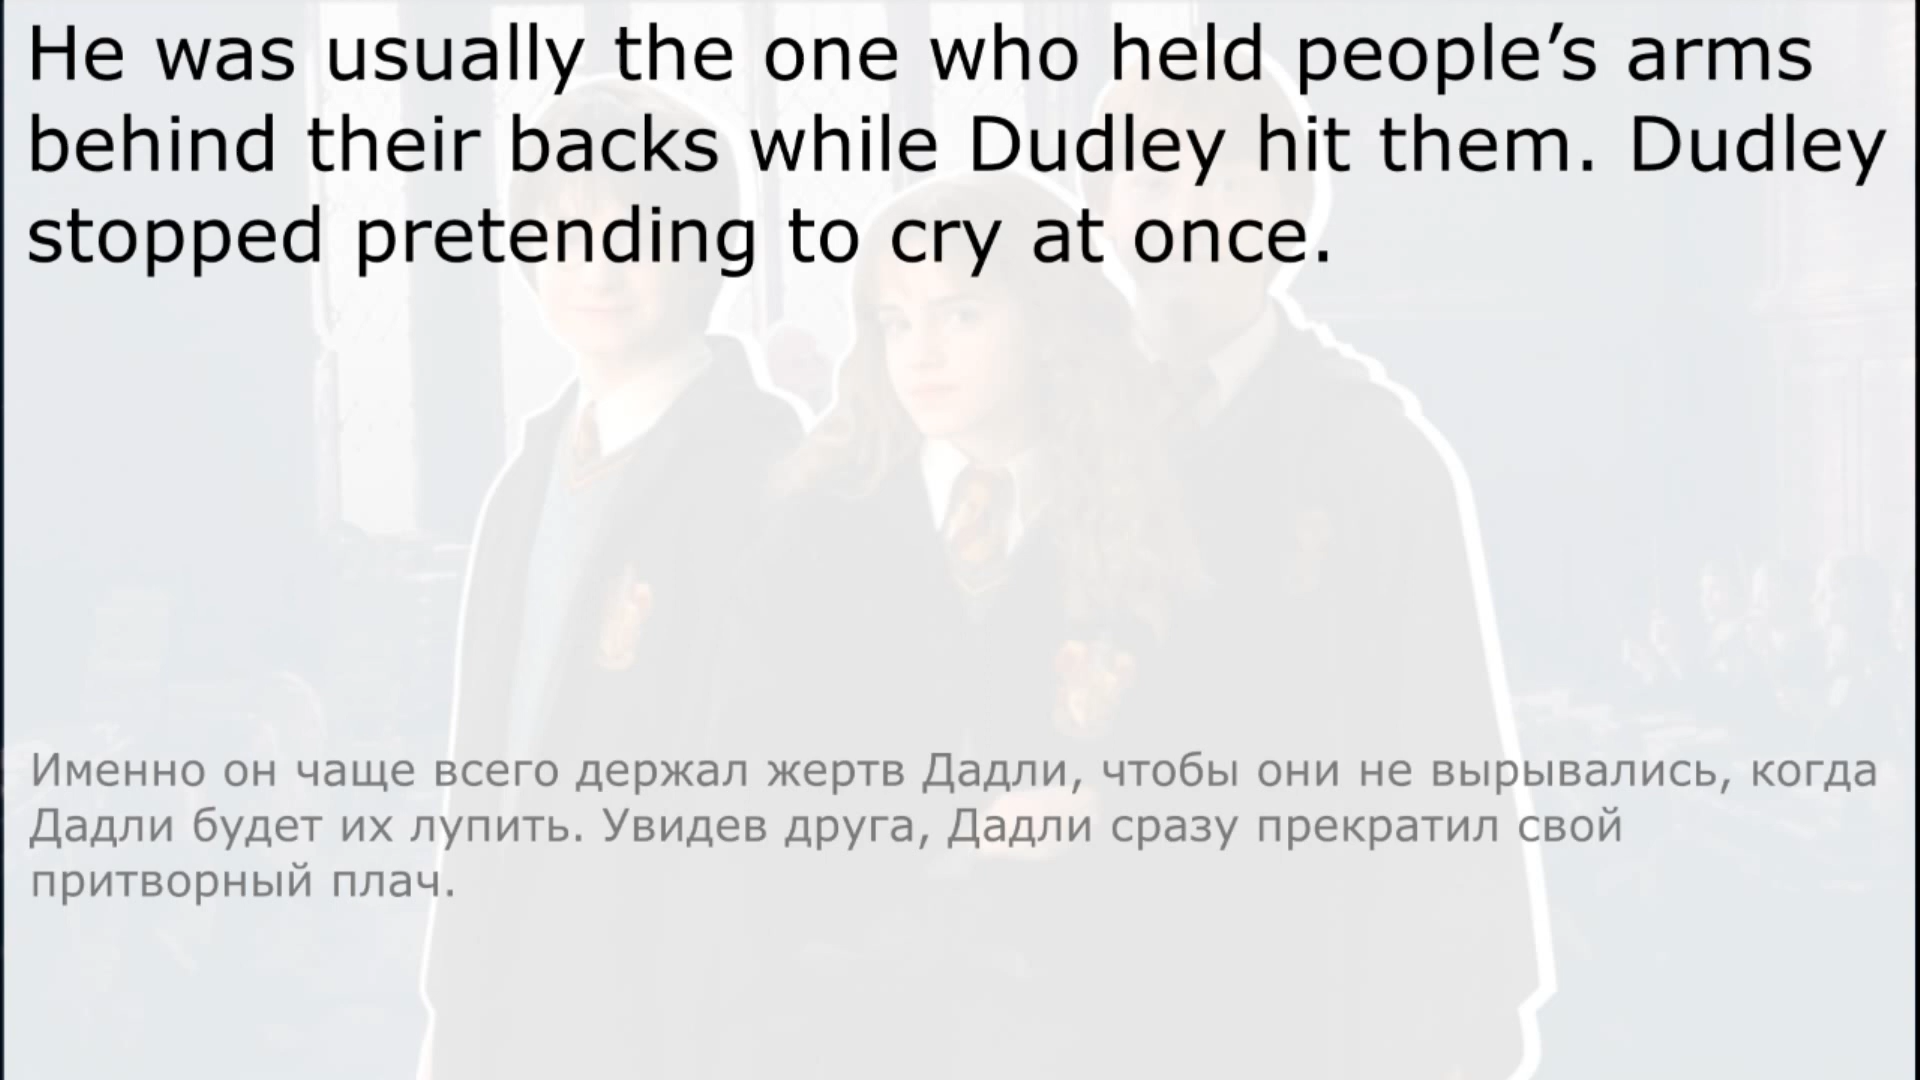 He was usually the one who held people’s arms
behind their backs while Dudley hit them. Dudley
stopped pretending to cry at once.
Именно он чаще всего держал жертв Дадли, чтобы они не вырывались, когда
Дадли будет их лупить. Увидев друга, Дадли сразу прекратил свой
притворный плач.